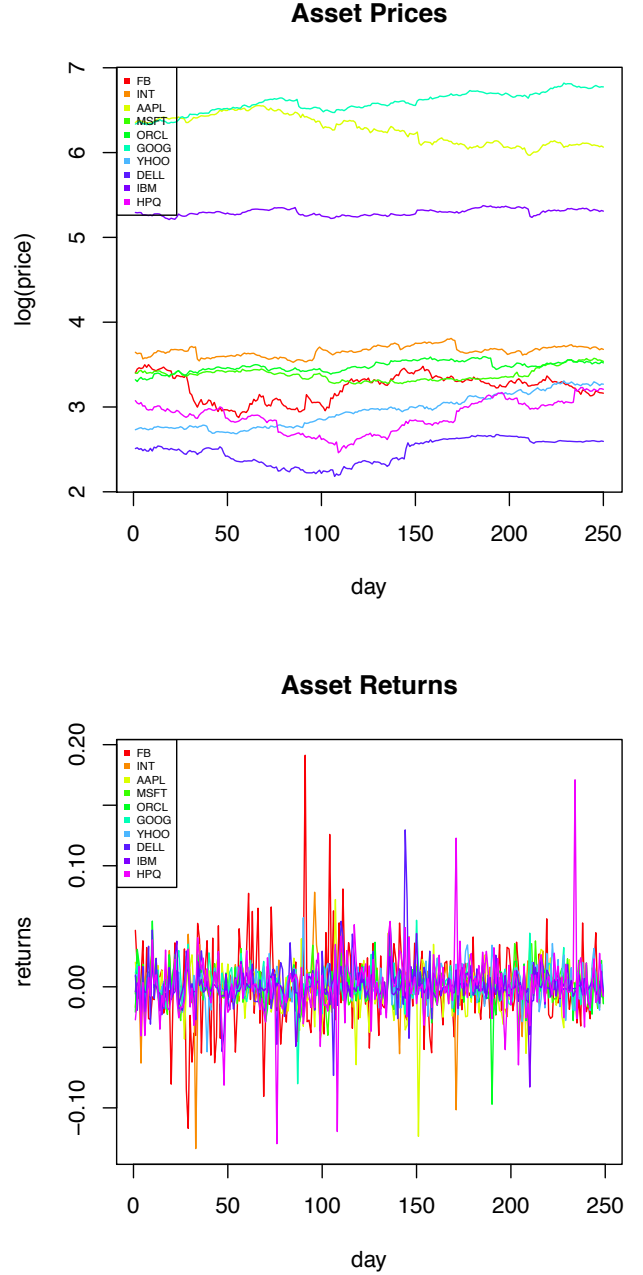 Asset Prices
7
6
5
4
3
2
log(price)
FB
INT
AAPL
MSFT
ORCL
GOOG
YHOO
DELL
IBM
HPQ
0 50 100 150 200 250
day
Asset Returns
0.20
0.10
0.00
−0.10
returns
FB
INT
AAPL
MSFT
ORCL
GOOG
YHOO
DELL
IBM
HPQ
0 50 100 150 200 250
day